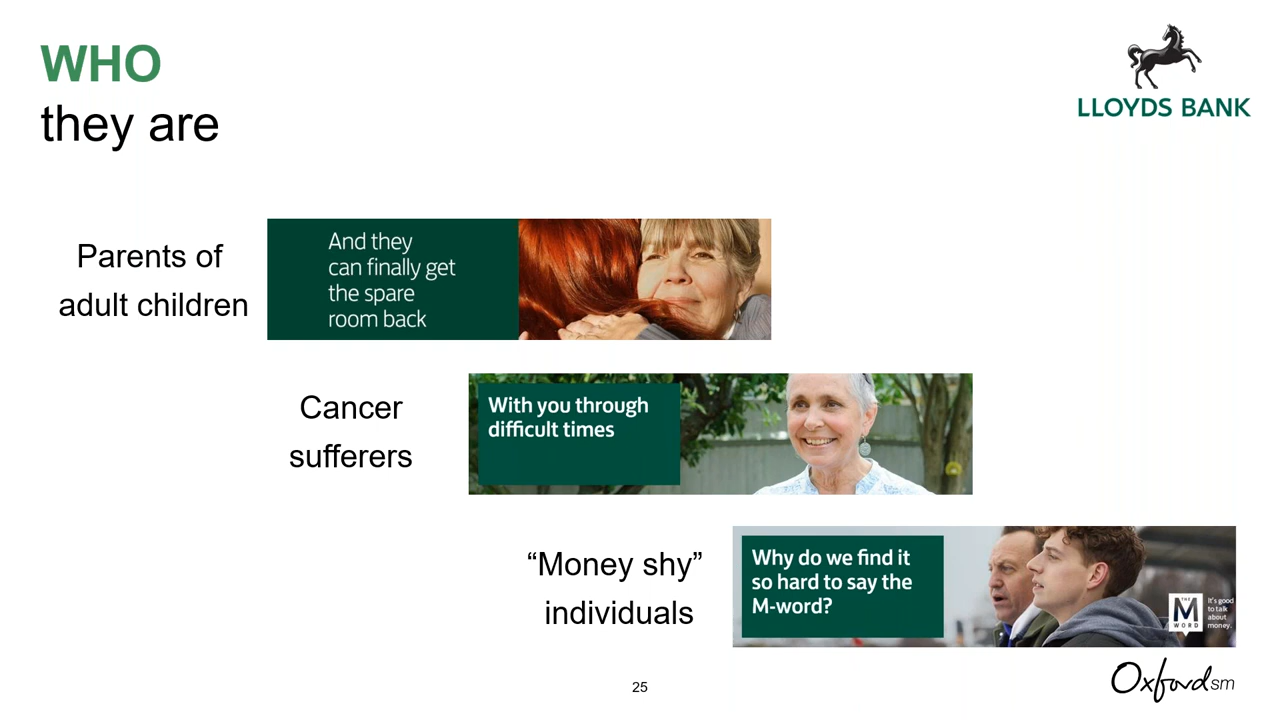 WHO
they are
LLOYDS BANK
Parents of
adult children
And they
can finally get
the spare
room back
Cancer
sufferers
With you through
difficult times
“Money shy”
individuals
Why do we find it
so hard to say the
M-word?
THE
M
WORD
It's good
to talk
about
money.
25
Oxford sm